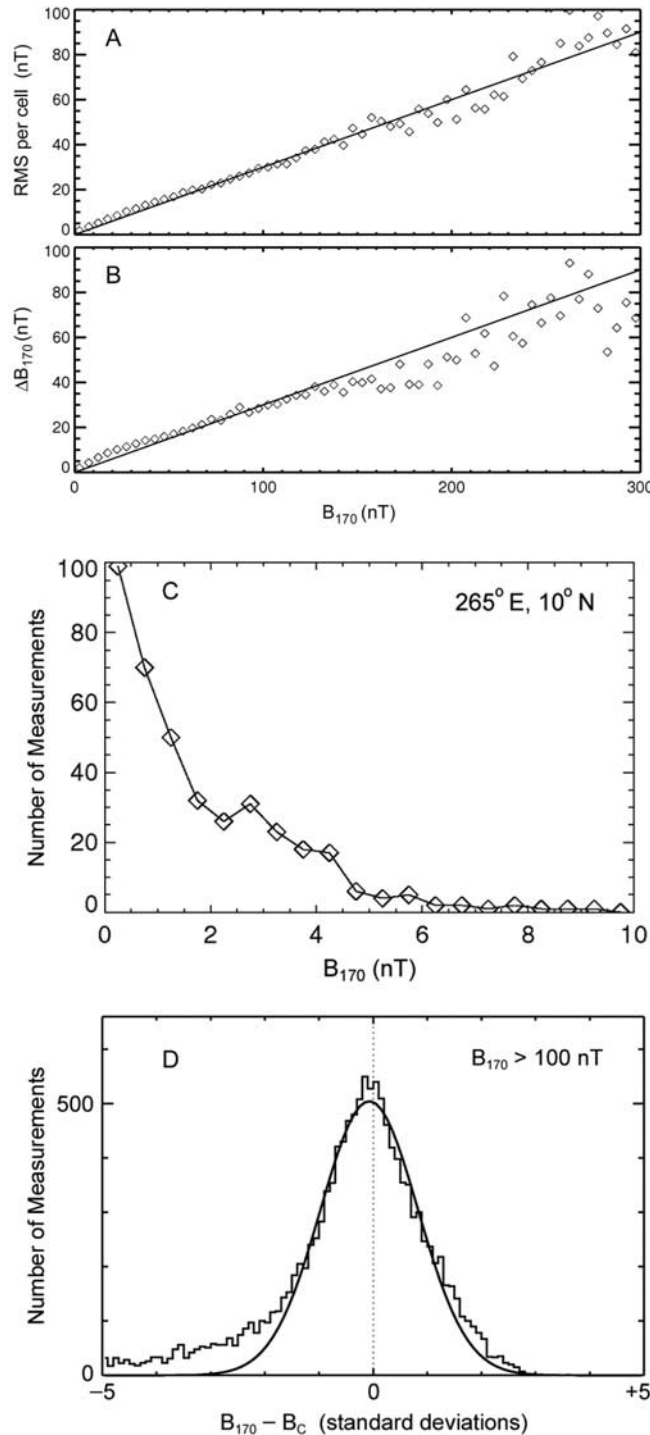 A
RMS per cell (nT)
100
80
60
40
20
0
B
ΔB170 (nT)
100
80
60
40
20
0
0 100 200 300
B170 (nT)
C
265° E, 10° N
Number of Measurements
100
80
60
40
20
0
0 2 4 6 8 10
B170 (nT)
D
B170 > 100 nT
Number of Measurements
500
0
−5 0 +5
B170 − BC (standard deviations)